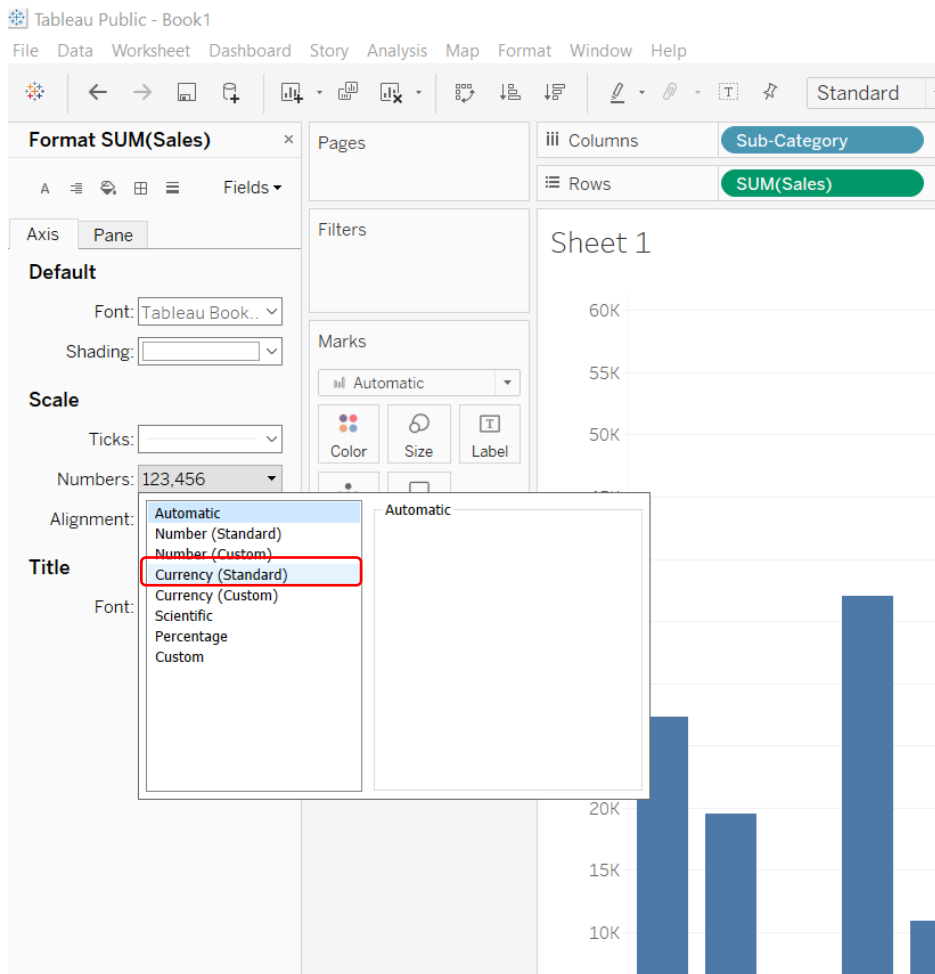 Tableau Public - Book1
File Data Worksheet Dashboard Story Analysis Map Format Window Help
Standard
Format SUM(Sales) ×
A Fields
Axis Pane
Default
Font: Tableau Book..
Shading:
Scale
Ticks:
Numbers: 123,456
Alignment:
Title
Font:
Automatic
Number (Standard)
Number (Custom)
Currency (Standard)
Currency (Custom)
Scientific
Percentage
Custom
Automatic
Pages
Filters
Marks
Automatic
Color Size Label
iii Columns Sub-Category
Rows SUM(Sales)
Sheet 1
60K
55K
50K
20K
15K
10K